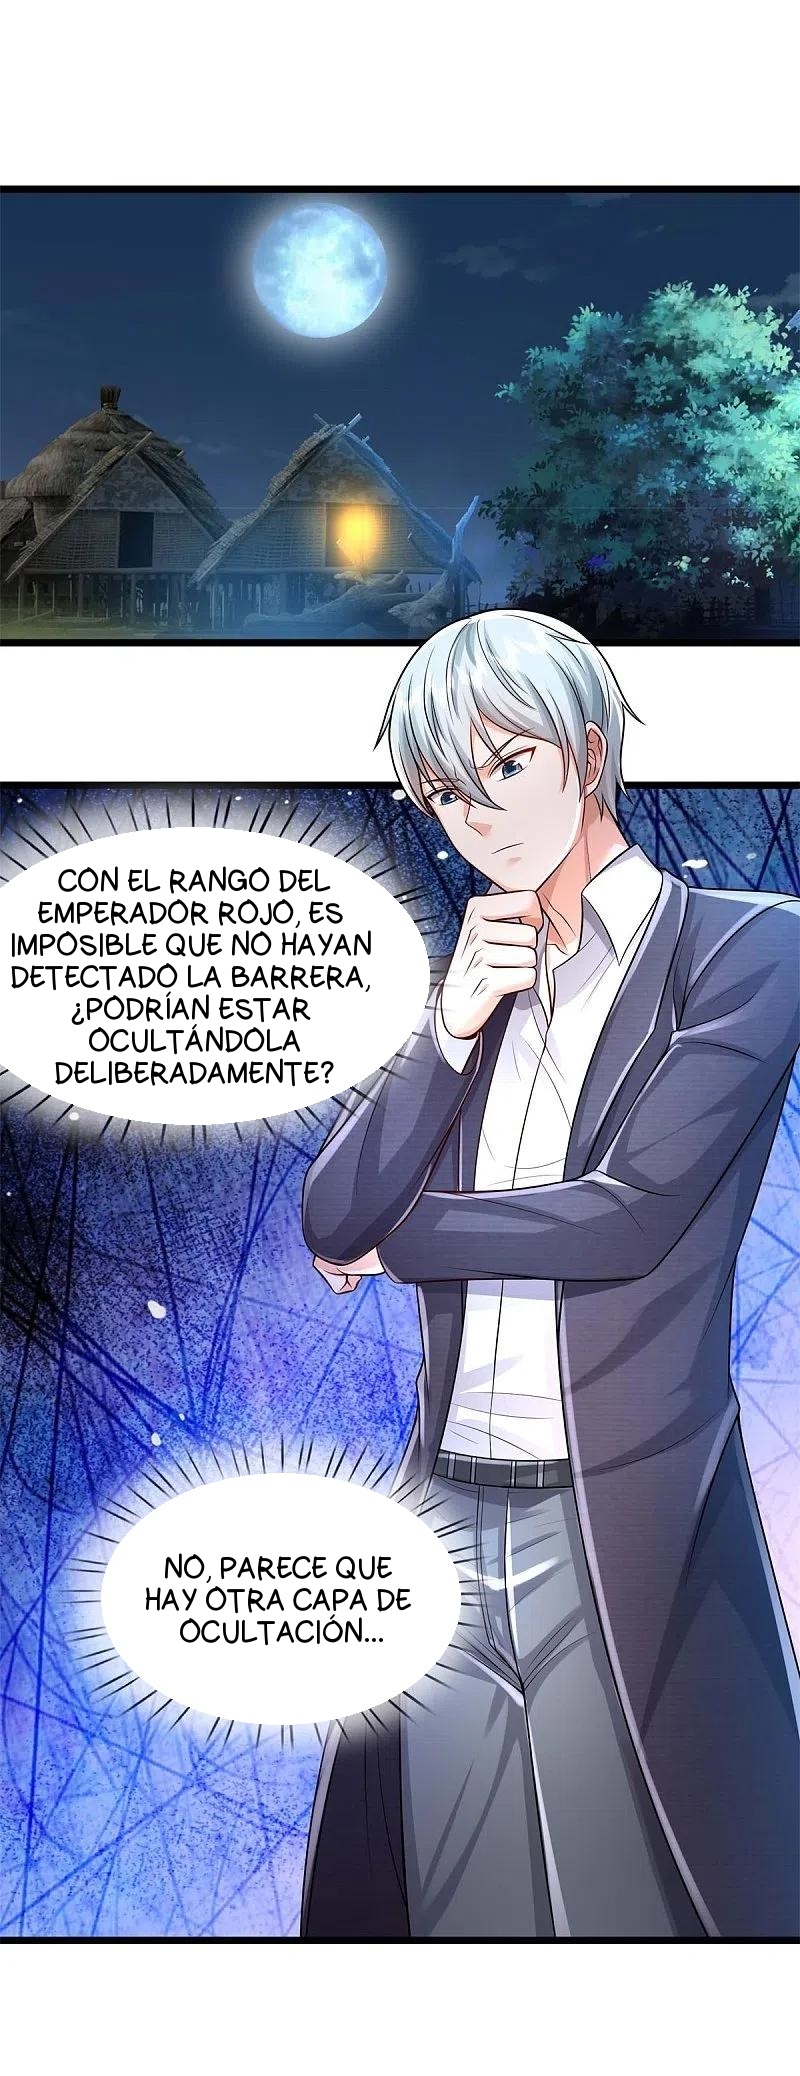 CON EL RANGO DEL
EMPERADOR ROJO, ES
IMPOSIBLE QUE NO HAYAN
DETECTADO LA BARRERA,
¿PODRÍAN ESTAR
OCULTÁNDOLA
DELIBERADAMENTE?
NO, PARECE QUE
HAY OTRA CAPA DE
OCULTACIÓN...